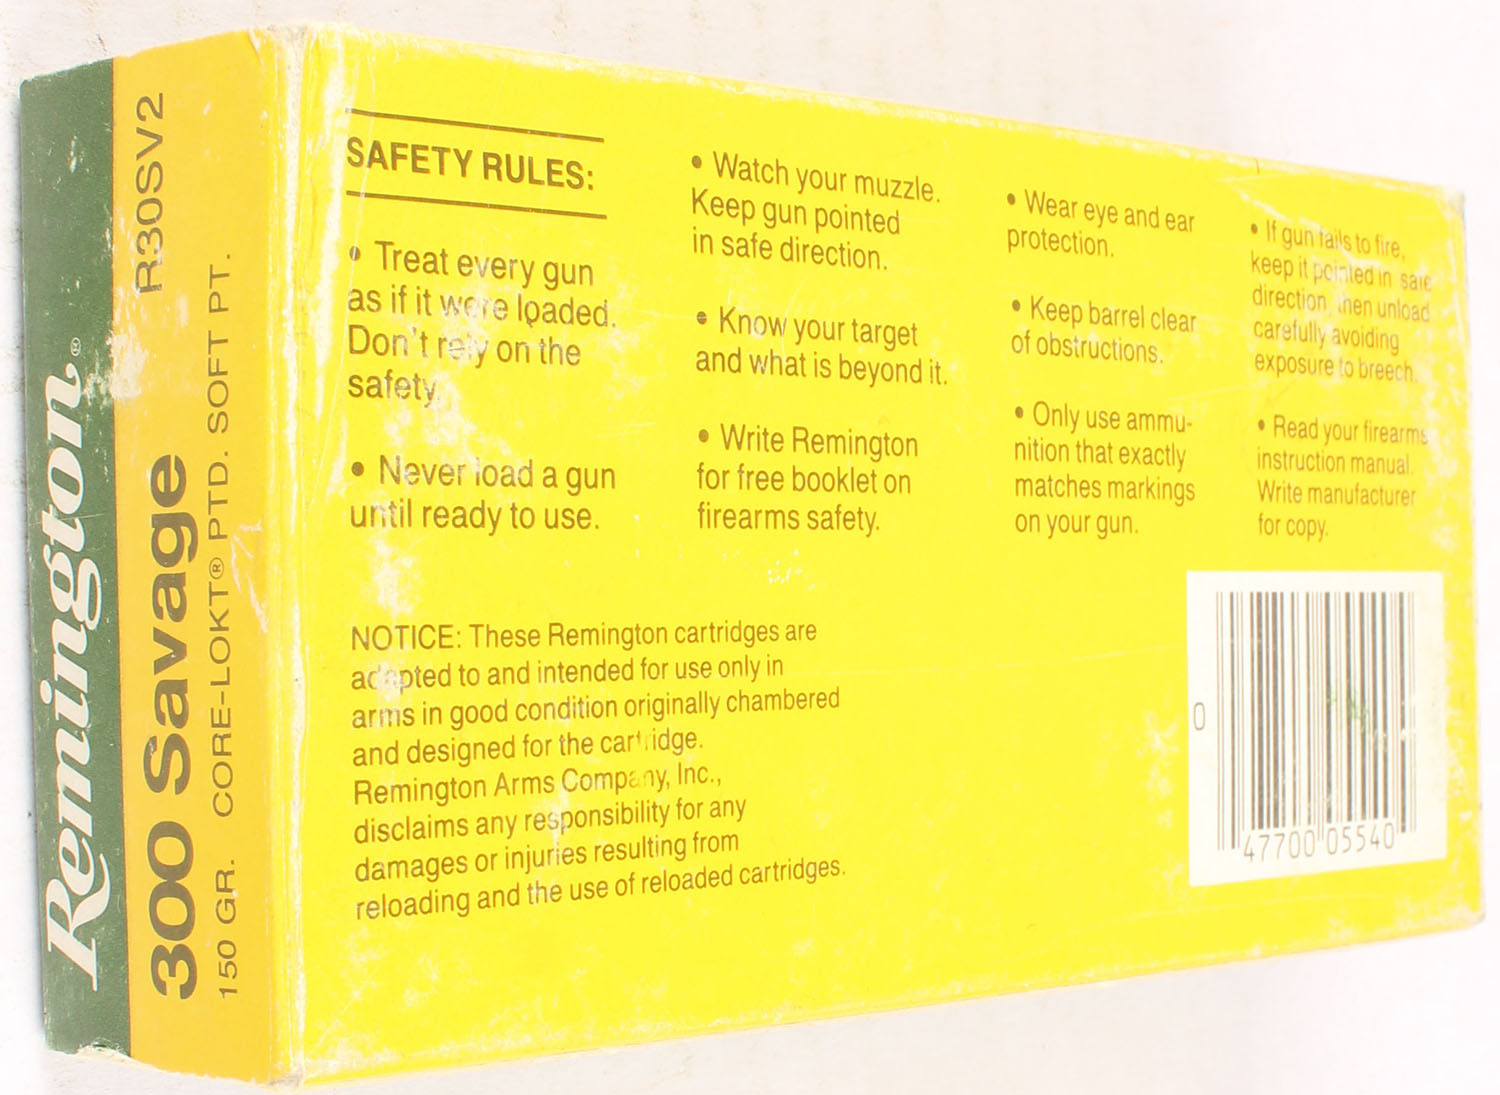 Remington®
300 Savage R30SV2
150 GR. CORE-LOKT® PTD. SOFT PT.
SAFETY RULES:
• Treat every gun
as if it were loaded.
Don't rely on the
safety.
• Never load a gun
until ready to use.
• Watch your muzzle.
Keep gun pointed
in safe direction.
• Know your target
and what is beyond it.
• Write Remington
for free booklet on
firearms safety.
• Wear eye and ear
protection.
• Keep barrel clear
of obstructions.
• Only use ammu-
nition that exactly
matches markings
on your gun.
• If gun fails to fire,
keep it pointed in safe
direction, then unload
carefully avoiding
exposure to breech.
• Read your firearms
instruction manual.
Write manufacturer
for copy.
NOTICE: These Remington cartridges are
adapted to and intended for use only in
arms in good condition originally chambered
and designed for the cartridge.
Remington Arms Company, Inc.,
disclaims any responsibility for any
damages or injuries resulting from
reloading and the use of reloaded cartridges.
0
47700 05540